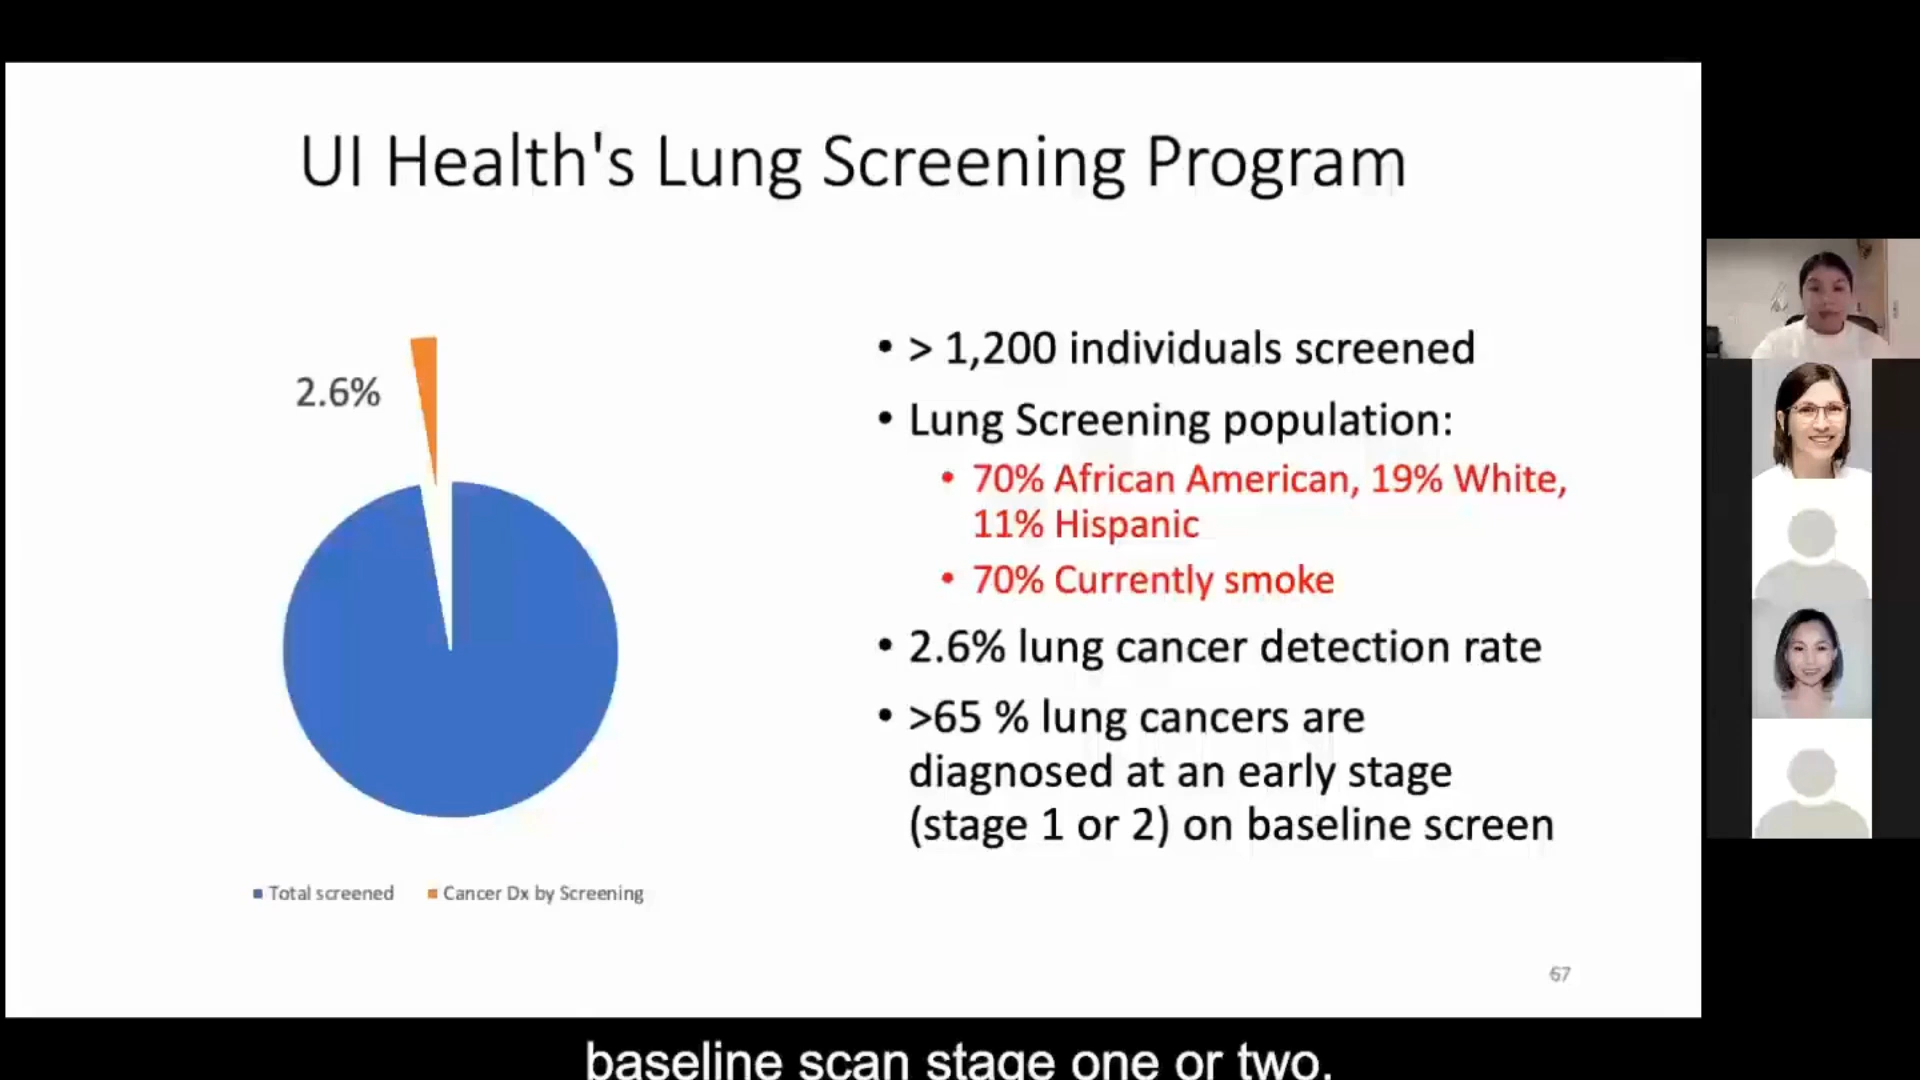 UI Health's Lung Screening Program
2.6%
Total screened
Cancer Dx by Screening
• > 1,200 individuals screened
• Lung Screening population:
• 70% African American, 19% White,
11% Hispanic
• 70% Currently smoke
• 2.6% lung cancer detection rate
• >65 % lung cancers are
diagnosed at an early stage
(stage 1 or 2) on baseline screen
67
baseline scan stage one or two.